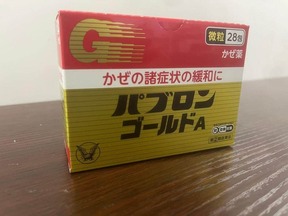 G
微粒 28包
かぜ薬
かぜの諸症状の緩和に
パブロン
ゴールドA